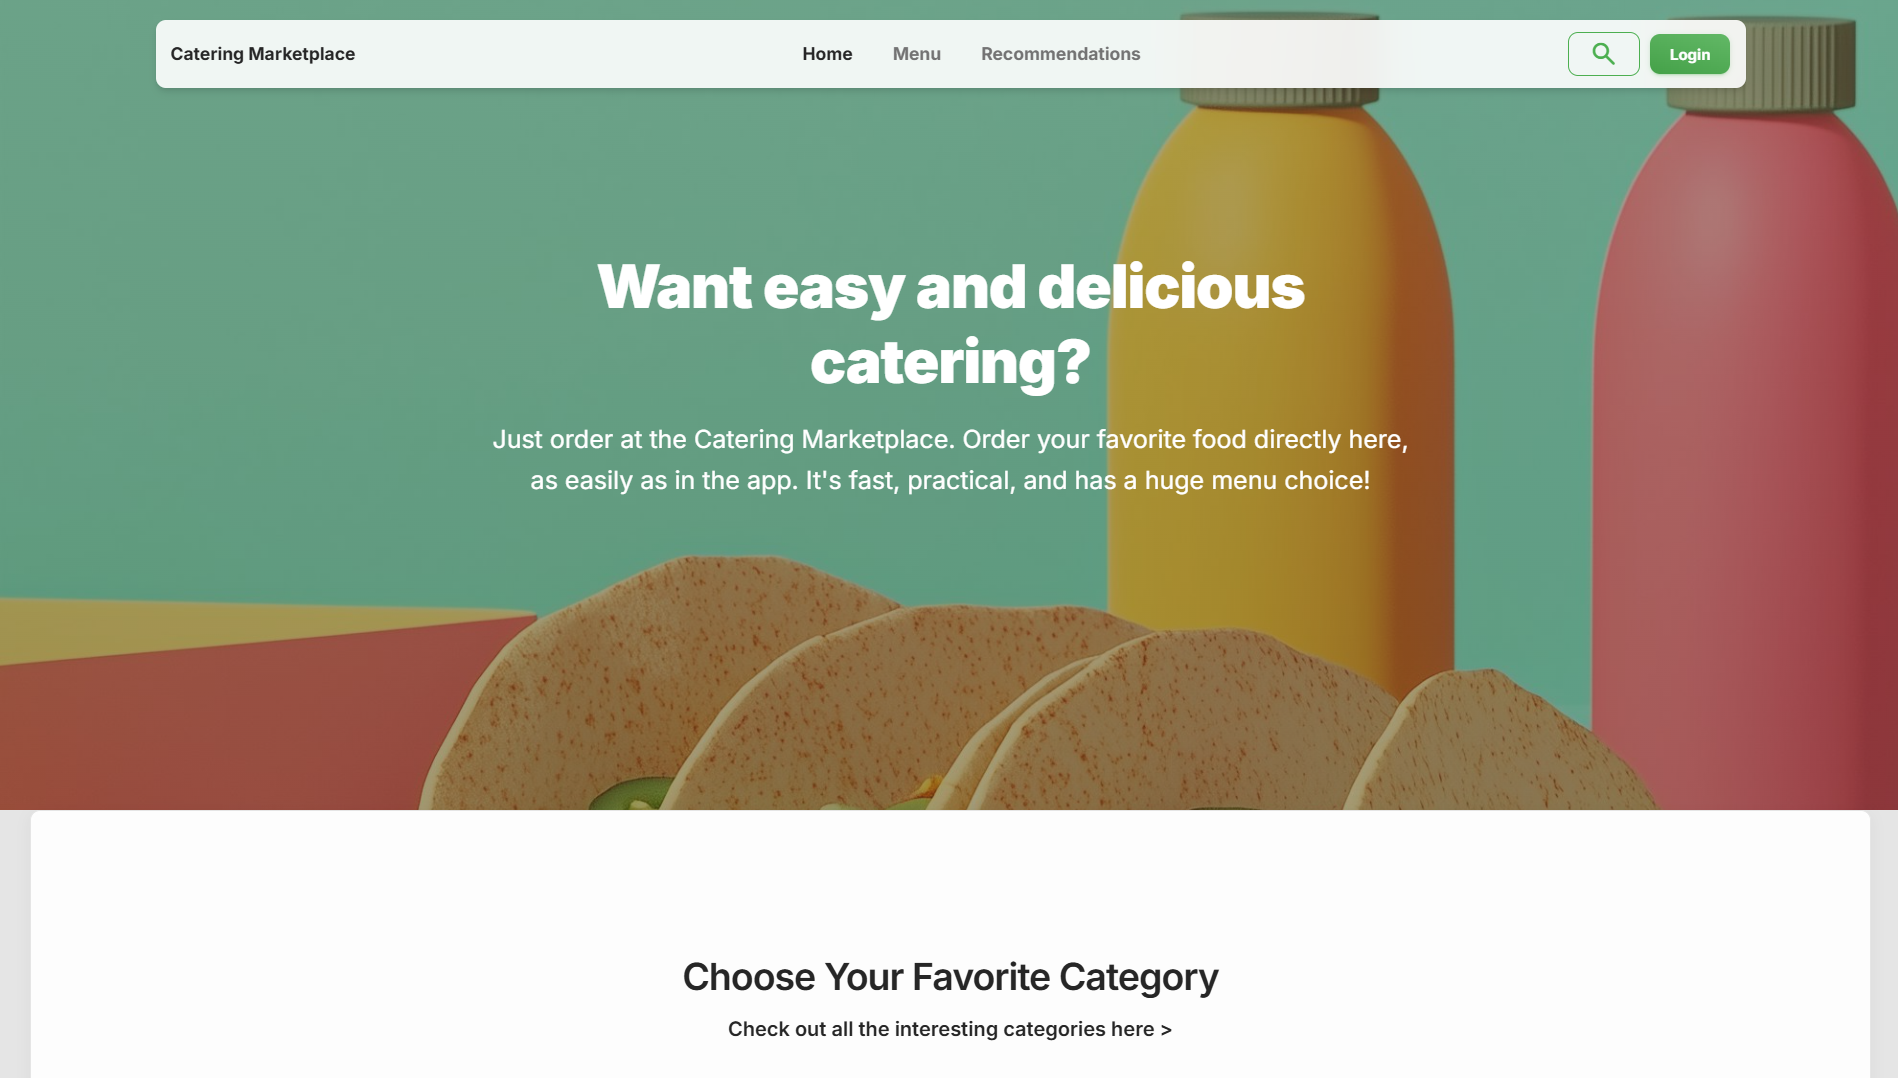 Catering Marketplace
Home
Menu
Recommendations
Login
Want easy and delicious
catering?
Just order at the Catering Marketplace. Order your favorite food directly here,
as easily as in the app. It's fast, practical, and has a huge menu choice!
Choose Your Favorite Category
Check out all the interesting categories here >